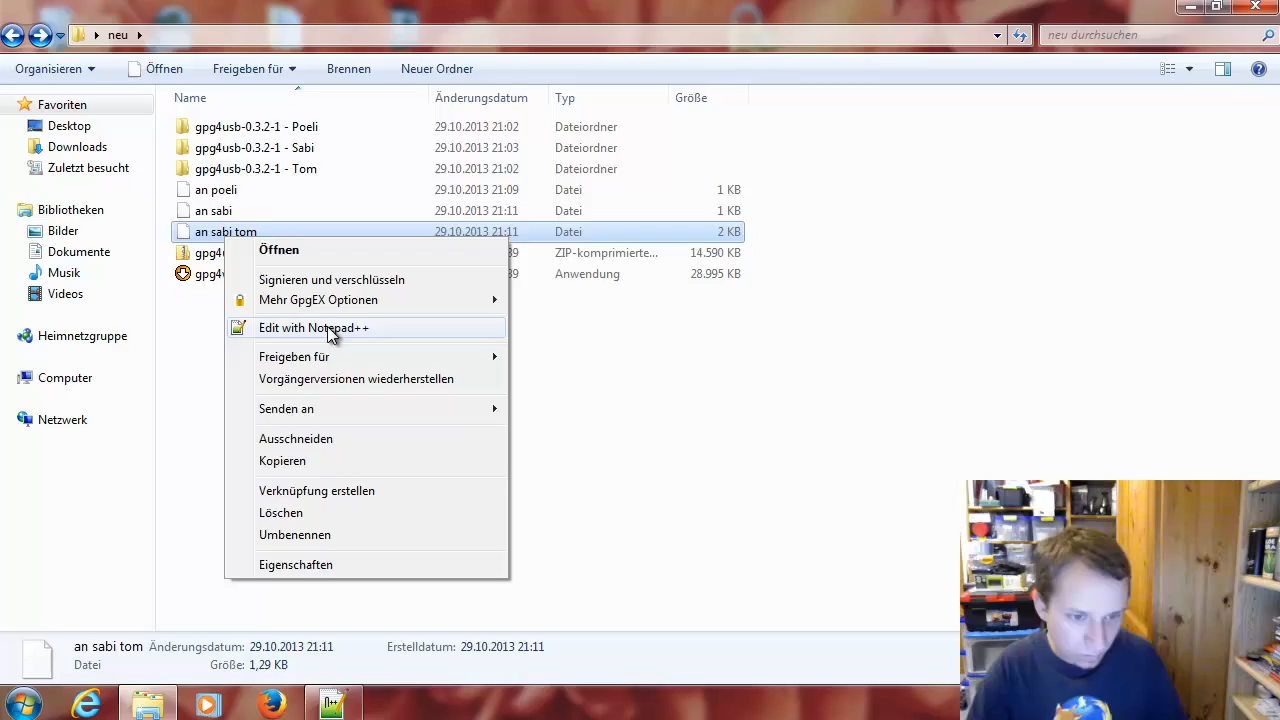 neu
neu durchsuchen
Organisieren
Öffnen
Freigeben für
Brennen
Neuer Ordner
Favoriten
Desktop
Downloads
Zuletzt besucht
Bibliotheken
Bilder
Dokumente
Musik
Videos
Heimnetzgruppe
Computer
Netzwerk
Name Änderungsdatum Typ Größe
gpg4usb-0.3.2-1 - Poeli 29.10.2013 21:02 Dateiordner
gpg4usb-0.3.2-1 - Sabi 29.10.2013 21:03 Dateiordner
gpg4usb-0.3.2-1 - Tom 29.10.2013 21:02 Dateiordner
an poeli 29.10.2013 21:09 Datei 1 KB
an sabi 29.10.2013 21:11 Datei 1 KB
an sabi tom 29.10.2013 21:11 Datei 2 KB
ZIP-komprimierte... 14.590 KB
Anwendung 28.995 KB
Öffnen
Signieren und verschlüsseln
Mehr GpgEX Optionen
Edit with Notepad++
Freigeben für
Vorgängerversionen wiederherstellen
Senden an
Ausschneiden
Kopieren
Verknüpfung erstellen
Löschen
Umbenennen
Eigenschaften
an sabi tom Änderungsdatum: 29.10.2013 21:11 Erstelldatum: 29.10.2013 21:11
Datei Größe: 1,29 KB